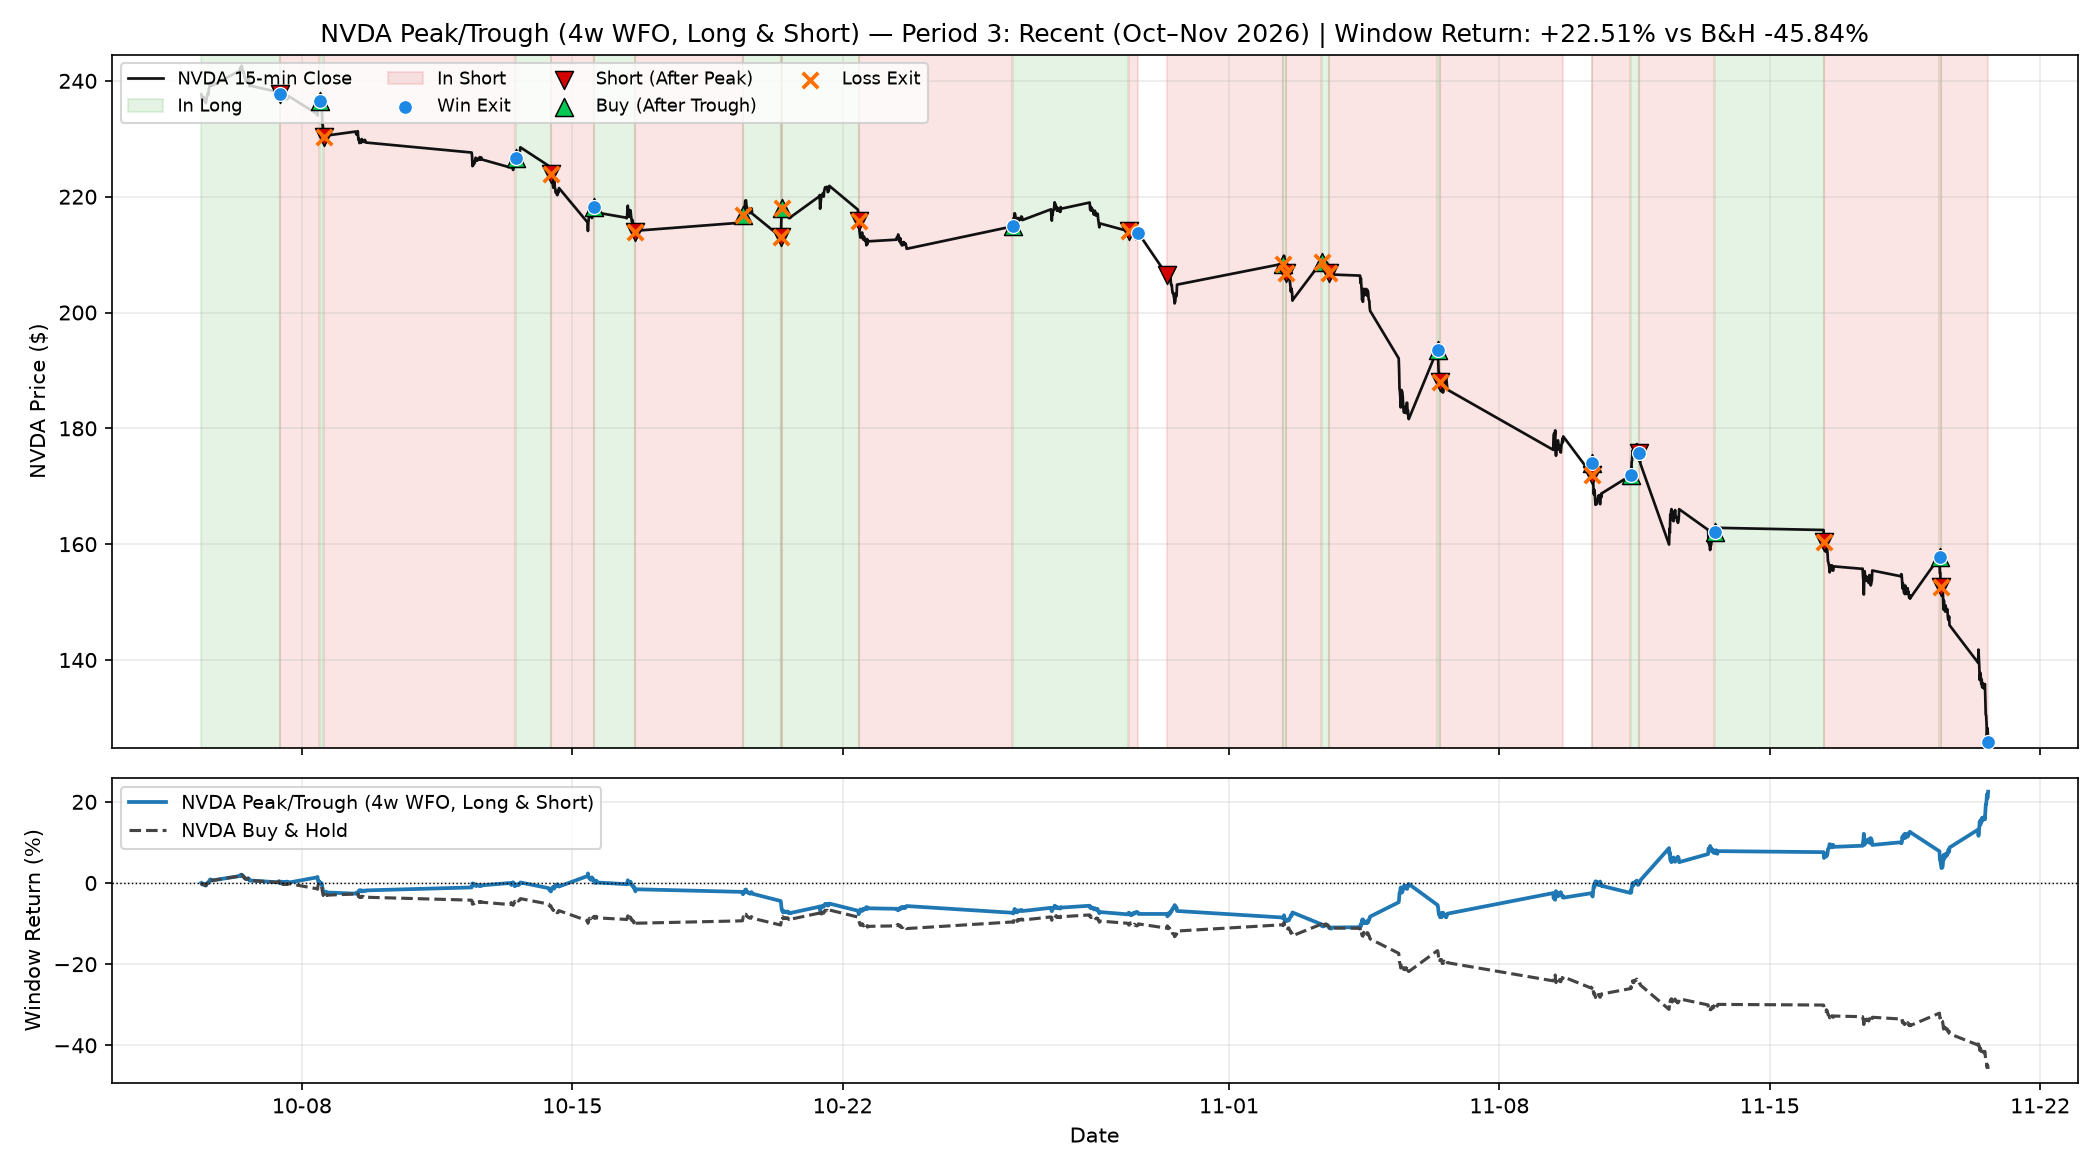 NVDA Peak/Trough (4w WFO, Long & Short) — Period 3: Recent (Oct–Nov 2026) | Window Return: +22.51% vs B&H -45.84%
NVDA 15-min Close
In Long
In Short
Win Exit
Short (After Peak)
Buy (After Trough)
Loss Exit
NVDA Price ($)
240
220
200
180
160
140
NVDA Peak/Trough (4w WFO, Long & Short)
NVDA Buy & Hold
Window Return (%)
20
0
−20
−40
10-08
10-15
10-22
11-01
11-08
11-15
11-22
Date